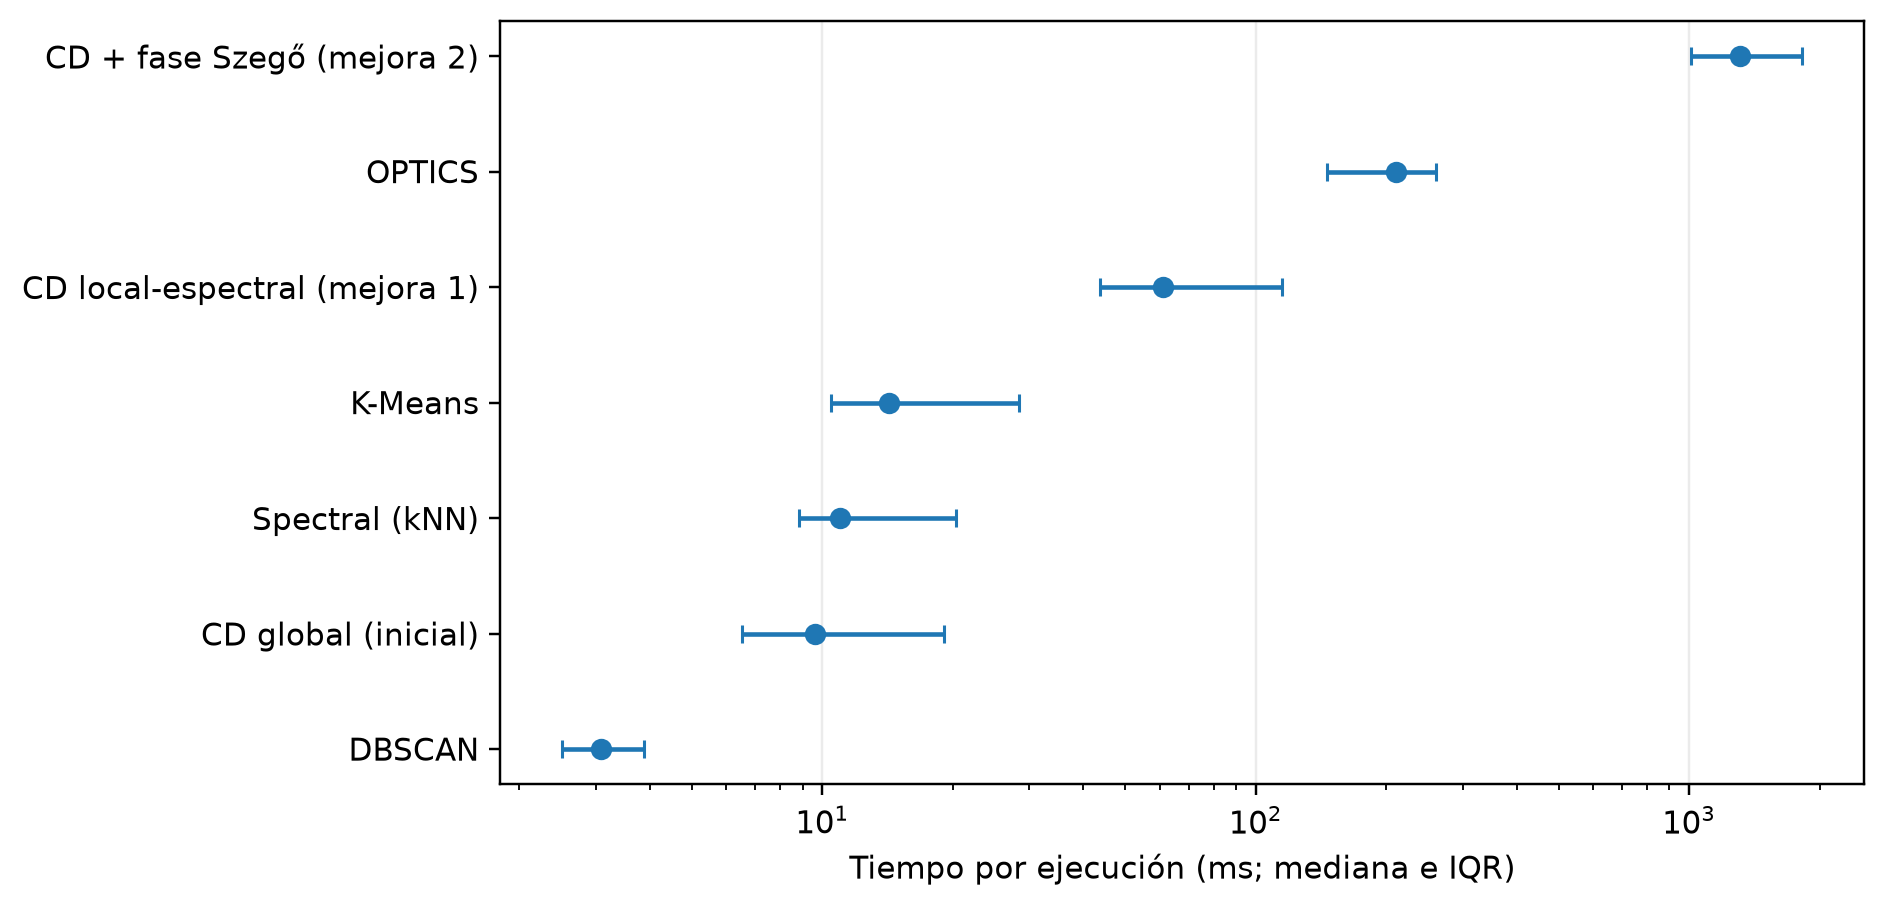 CD + fase Szegő (mejora 2)
OPTICS
CD local-espectral (mejora 1)
K-Means
Spectral (kNN)
CD global (inicial)
DBSCAN
10¹ 10² 10³
Tiempo por ejecución (ms; mediana e IQR)